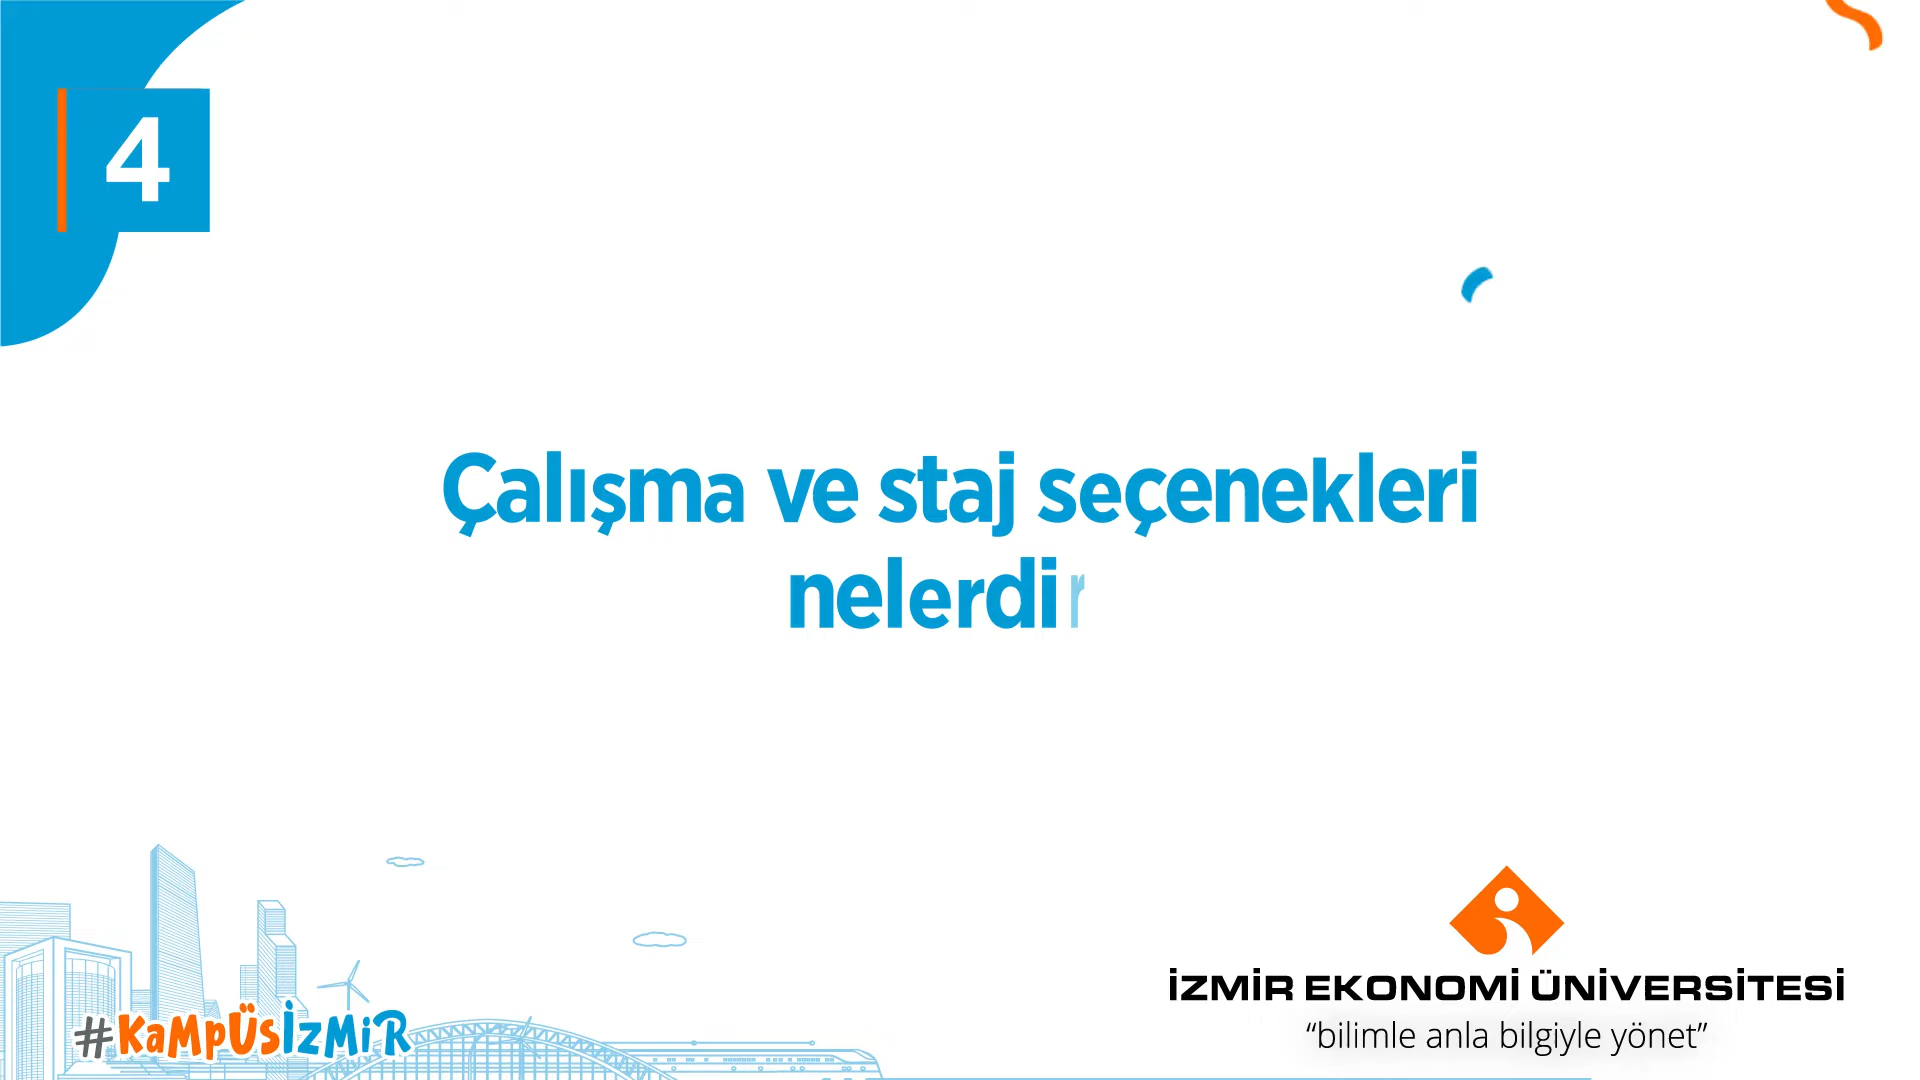 4
Çalışma ve staj seçenekleri
nelerdir
#KaMpÜsİzMiR
İZMİR EKONOMİ ÜNİVERSİTESİ
“bilimle anla bilgiyle yönet”